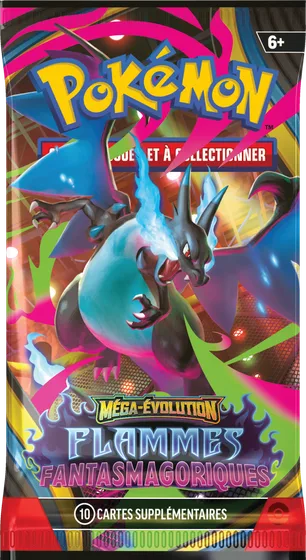 6+
POKÉMON
ET À COLLECTIONNER
MÉGA-ÉVOLUTION
FLAMMES
FANTASMAGORIQUES
10 CARTES SUPPLÉMENTAIRES